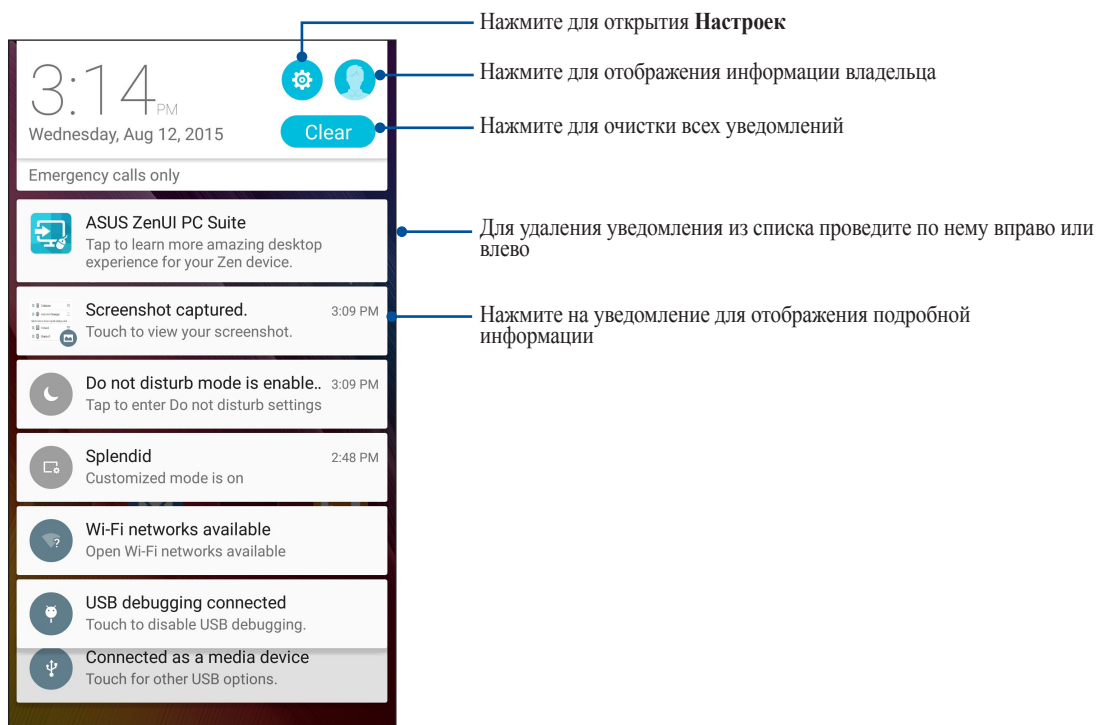 Нажмите для открытия Настроек
Нажмите для отображения информации владельца
Нажмите для очистки всех уведомлений
Для удаления уведомления из списка проведите по нему вправо или
влево
Нажмите на уведомление для отображения подробной
информации
3:14 PM
Wednesday, Aug 12, 2015
Clear
Emergency calls only
ASUS ZenUI PC Suite
Tap to learn more amazing desktop
experience for your Zen device.
Screenshot captured. 3:09 PM
Touch to view your screenshot.
Do not disturb mode is enable.. 3:09 PM
Tap to enter Do not disturb settings
Splendid 2:48 PM
Customized mode is on
Wi-Fi networks available
Open Wi-Fi networks available
USB debugging connected
Touch to disable USB debugging.
Connected as a media device
Touch for other USB options.